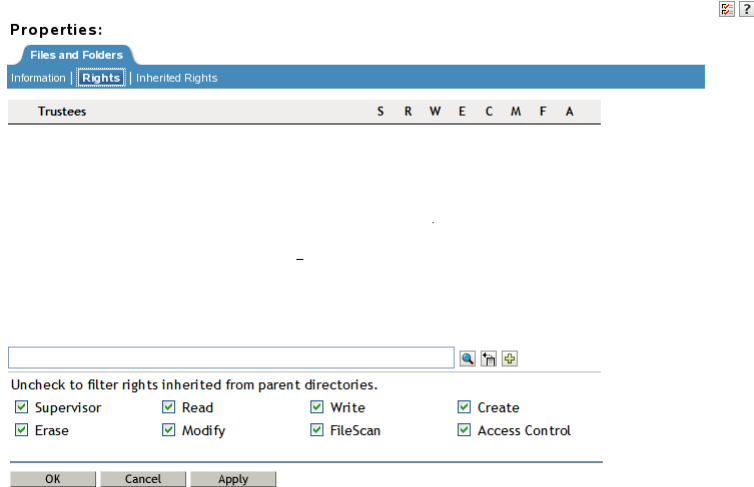 ?
Properties:
Files and Folders
Information | Rights | Inherited Rights
Trustees S R W E C M F A
Uncheck to filter rights inherited from parent directories.
Supervisor Read Write Create
Erase Modify FileScan Access Control
OK Cancel Apply